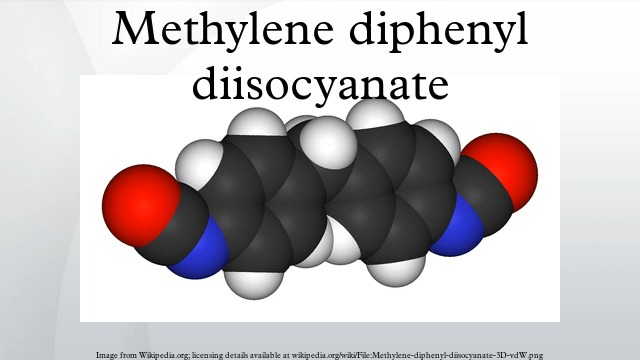 Methylene diphenyl
diisocyanate
Image from Wikipedia.org; licensing details available at wikipedia.org/wiki/File:Methylene-diphenyl-diisocyanate-3D-vdW.png